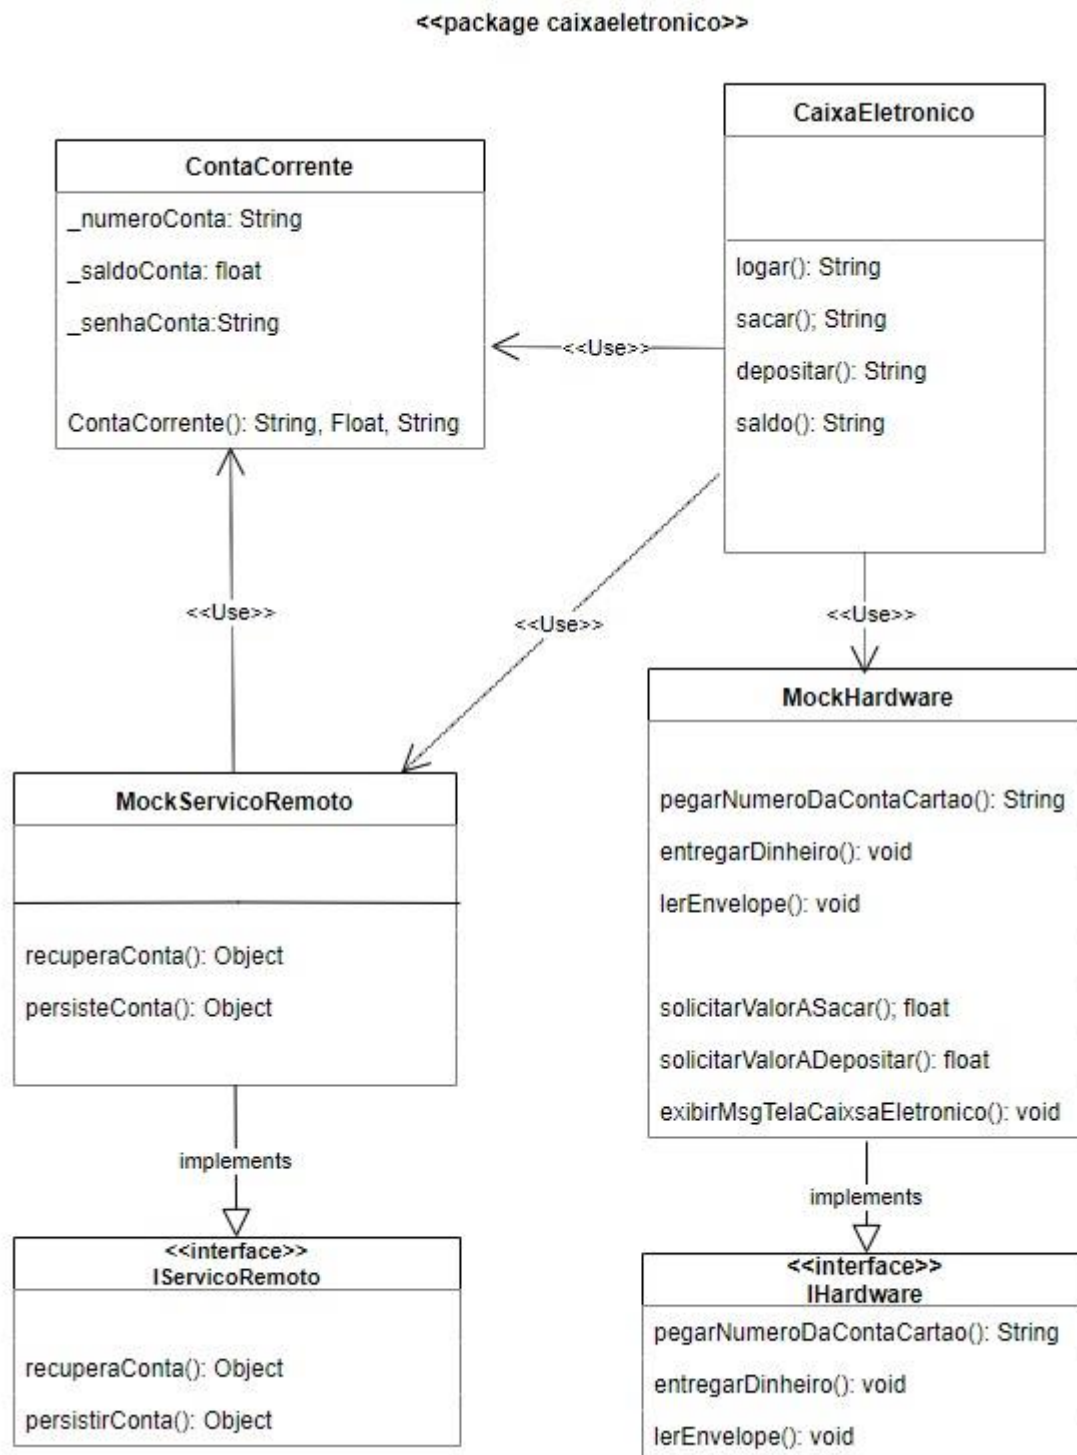 <<package caixaeletronico>>
CaixaEletronico
logar(): String
sacar(); String
depositar(): String
saldo(): String
ContaCorrente
_numeroConta: String
_saldoConta: float
_senhaConta:String
ContaCorrente(): String, Float, String
<<Use>>
<<Use>>
<<Use>>
<<Use>>
MockServicoRemoto
recuperaConta(): Object
persisteConta(): Object
MockHardware
pegarNumeroDaContaCartao(): String
entregarDinheiro(): void
lerEnvelope(): void
solicitarValorASacar(); float
solicitarValorADepositar(): float
exibirMsgTelaCaixsaEletronico(): void
implements
implements
<<interface>>
IServicoRemoto
recuperaConta(): Object
persistirConta(): Object
<<interface>>
IHardware
pegarNumeroDaContaCartao(): String
entregarDinheiro(): void
lerEnvelope(): void